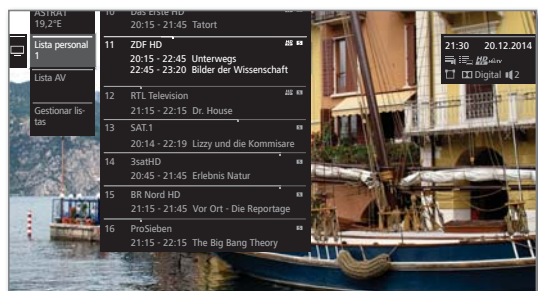 ASTRA1
19,2°E
Lista personal
1
Lista AV
Gestionar lis-
tas
10 Das Erste HD
20:15 - 21:45 Tatort
11 ZDF HD
20:15 - 22:45 Unterwegs
22:45 - 23:20 Bilder der Wissenschaft
12 RTL Television
21:15 - 22:15 Dr. House
13 SAT.1
20:14 - 22:19 Lizzy und die Kommisare
14 3satHD
20:45 - 21:45 Erlebnis Natur
15 BR Nord HD
21:15 - 21:45 Vor Ort - Die Reportage
16 ProSieben
21:15 - 22:15 The Big Bang Theory
21:30 20.12.2014
HD
Digital 2